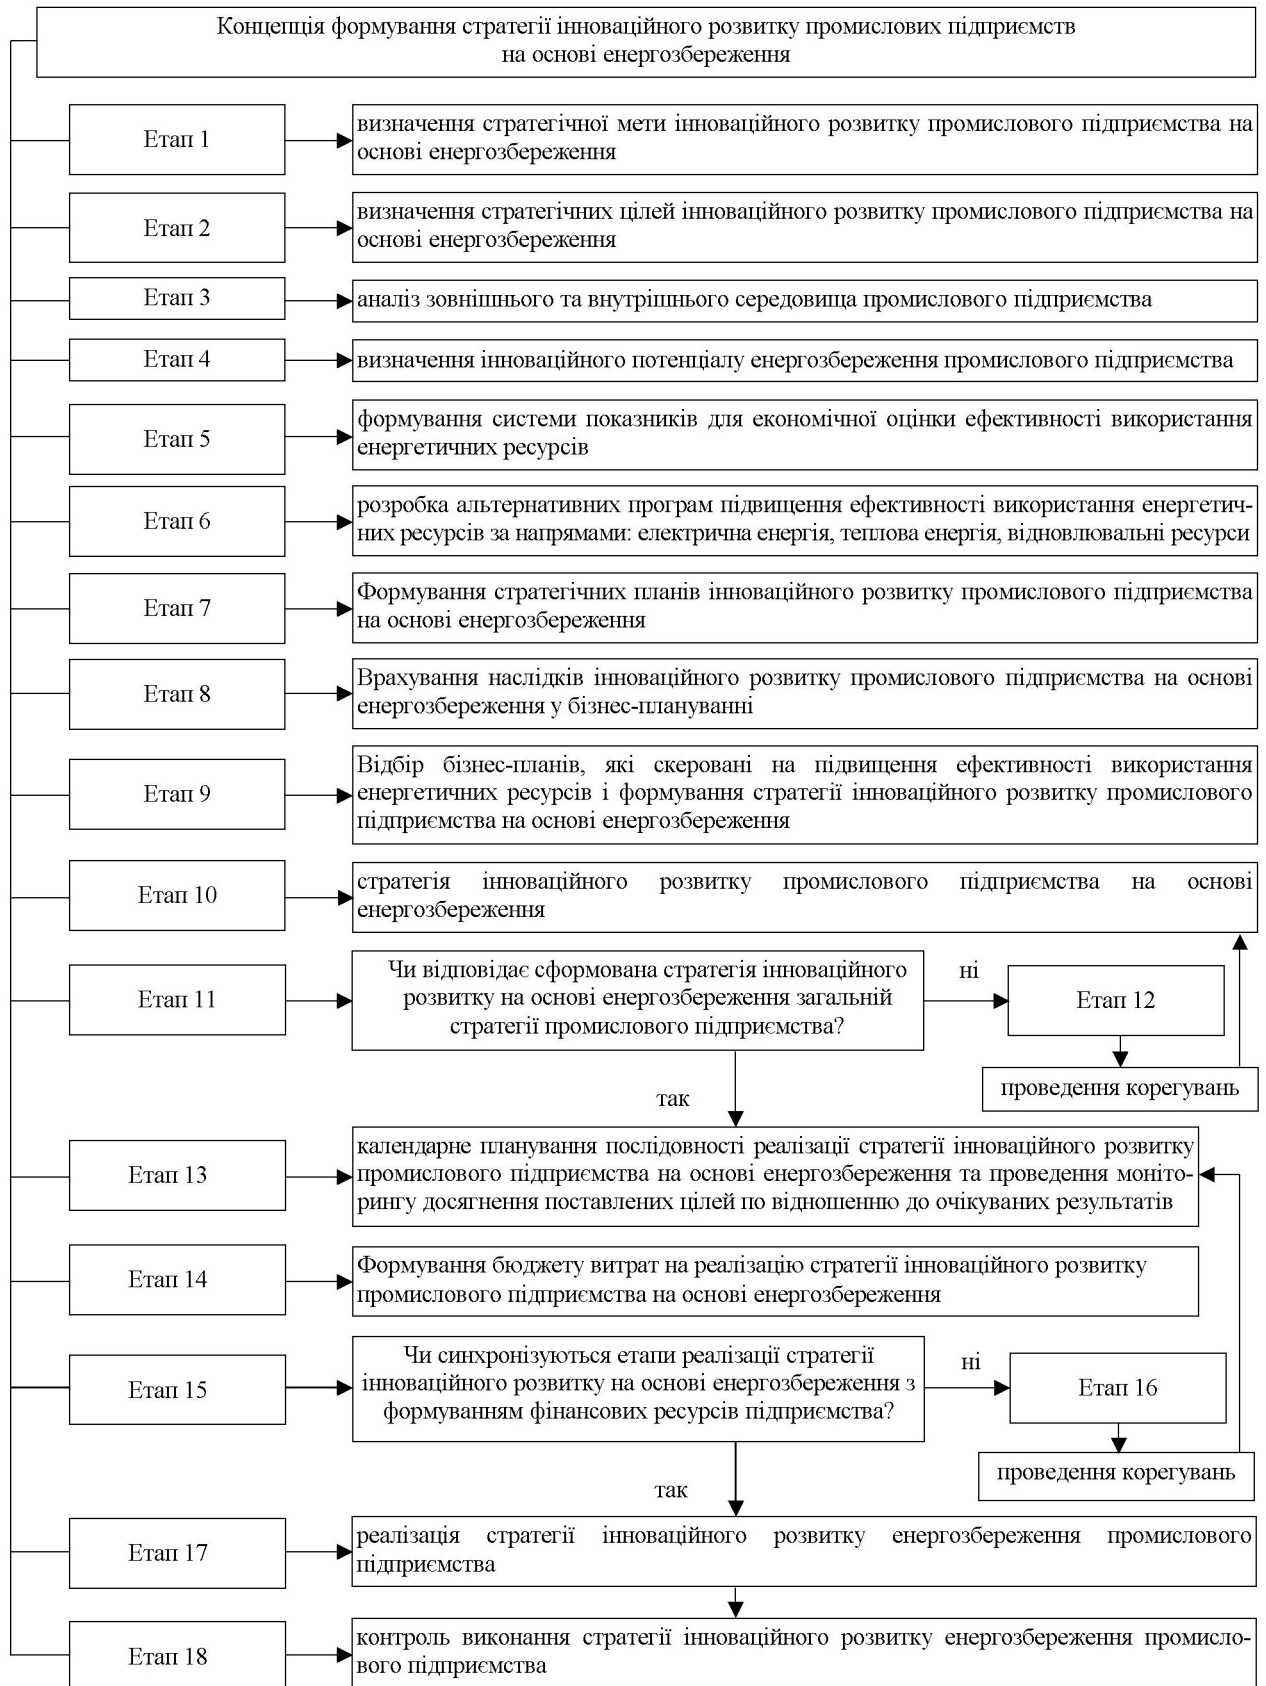 Концепція формування стратегії інноваційного розвитку промислових підприємств
на основі енергозбереження
Етап 1
визначення стратегічної мети інноваційного розвитку промислового підприємства на
основі енергозбереження
Етап 2
визначення стратегічних цілей інноваційного розвитку промислового підприємства на
основі енергозбереження
Етап 3
аналіз зовнішнього та внутрішнього середовища промислового підприємства
Етап 4
визначення інноваційного потенціалу енергозбереження промислового підприємства
Етап 5
формування системи показників для економічної оцінки ефективності використання
енергетичних ресурсів
Етап 6
розробка альтернативних програм підвищення ефективності використання енергетич-
них ресурсів за напрямами: електрична енергія, теплова енергія, відновлювальні ресурси
Етап 7
Формування стратегічних планів інноваційного розвитку промислового підприємства
на основі енергозбереження
Етап 8
Врахування наслідків інноваційного розвитку промислового підприємства на основі
енергозбереження у бізнес-плануванні
Етап 9
Відбір бізнес-планів, які скеровані на підвищення ефективності використання
енергетичних ресурсів і формування стратегії інноваційного розвитку промислового
підприємства на основі енергозбереження
Етап 10
стратегія інноваційного розвитку промислового підприємства на основі
енергозбереження
Етап 11
Чи відповідає сформована стратегія інноваційного
розвитку на основі енергозбереження загальній
стратегії промислового підприємства?
ні
Етап 12
проведення корегувань
так
Етап 13
календарне планування послідовності реалізації стратегії інноваційного розвитку
промислового підприємства на основі енергозбереження та проведення моніто-
рингу досягнення поставлених цілей по відношенню до очікуваних результатів
Етап 14
Формування бюджету витрат на реалізацію стратегії інноваційного розвитку
промислового підприємства на основі енергозбереження
Етап 15
Чи синхронізуються етапи реалізації стратегії
інноваційного розвитку на основі енергозбереження з
формуванням фінансових ресурсів підприємства?
ні
Етап 16
проведення корегувань
так
Етап 17
реалізація стратегії інноваційного розвитку енергозбереження промислового
підприємства
Етап 18
контроль виконання стратегії інноваційного розвитку енергозбереження промисло-
вого підприємства